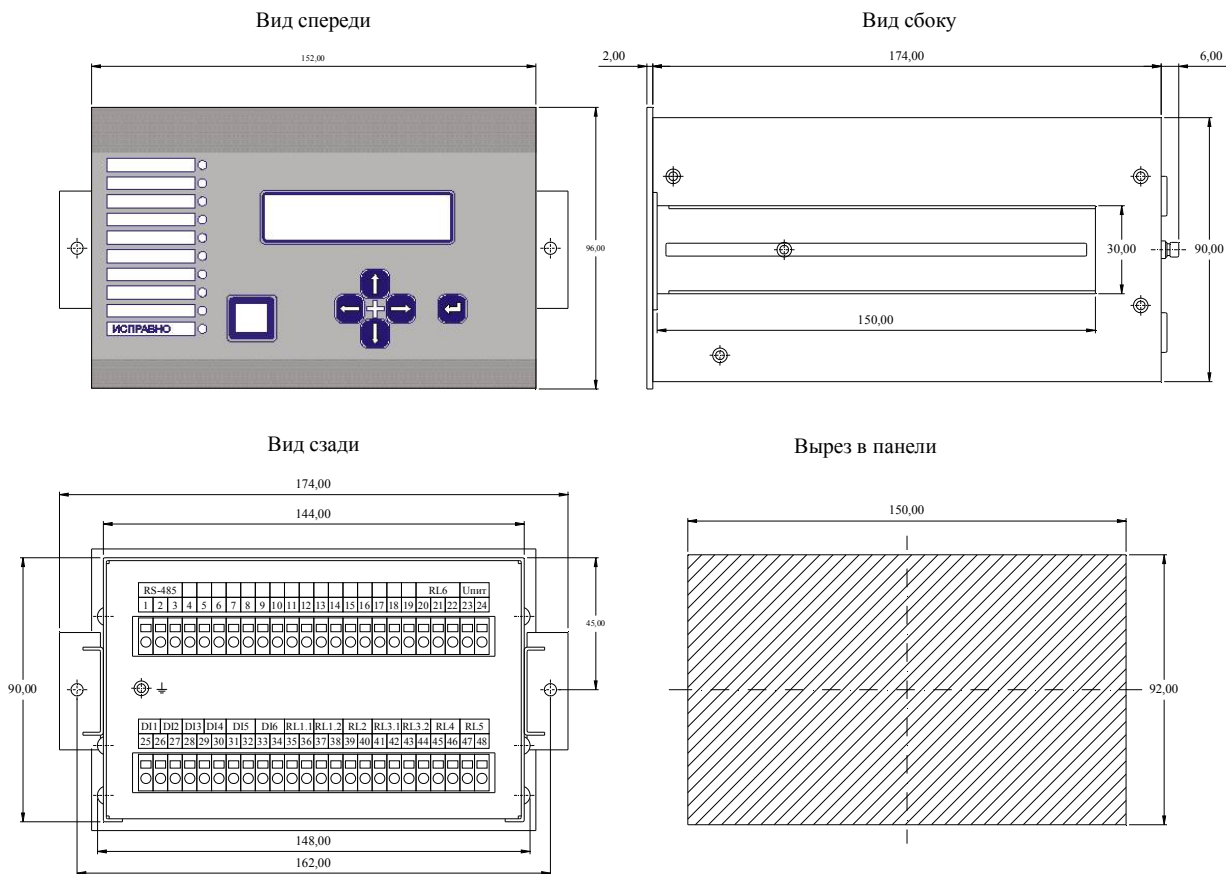 Вид спереди
Вид сбоку
152,00
2,00
174,00
6,00
96,00
ИСПРАВНО
30,00
90,00
150,00
Вид сзади
Вырез в панели
174,00
144,00
150,00
RS-485 RL6 Uпит
1 2 3 4 5 6 7 8 9 10 11 12 13 14 15 16 17 18 19 20 21 22 23 24
45,00
90,00
92,00
DI1 DI2 DI3 DI4 DI5 DI6 RL1.1 RL1.2 RL2 RL3.1 RL3.2 RL4 RL5
25 26 27 28 29 30 31 32 33 34 35 36 37 38 39 40 41 42 43 44 45 46 47 48
148,00
162,00